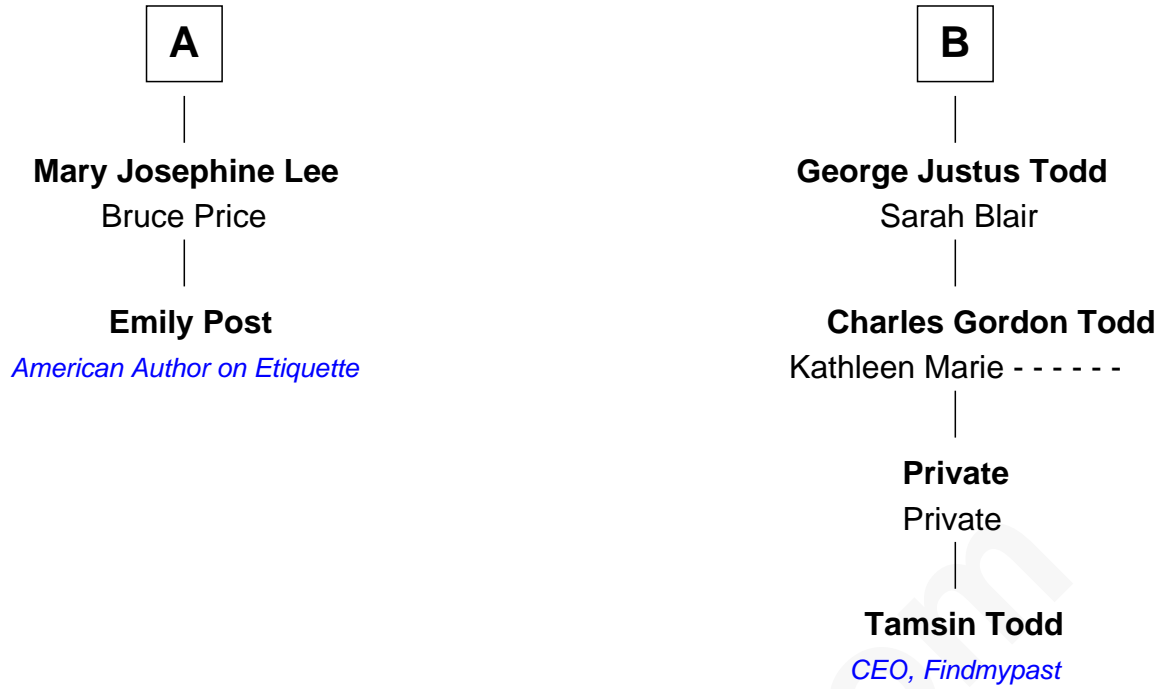 A
Mary Josephine Lee
Bruce Price
Emily Post
American Author on Etiquette
B
George Justus Todd
Sarah Blair
Charles Gordon Todd
Kathleen Marie - - - - - -
Private
Private
Tamsin Todd
CEO, Findmypast